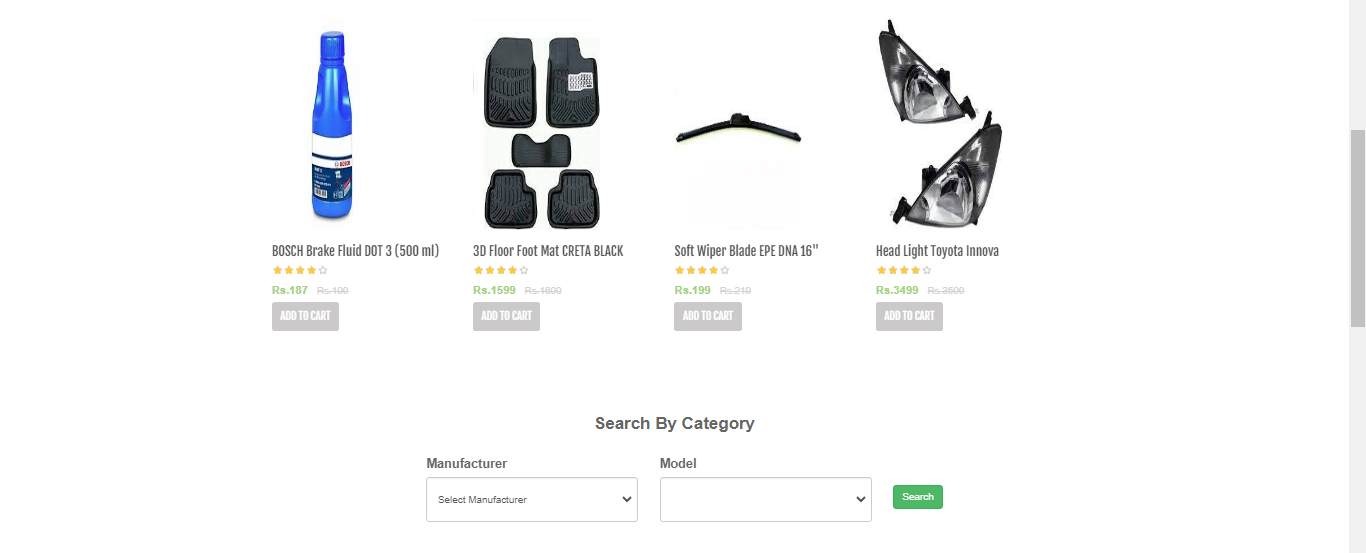 BOSCH
BOSCH Brake Fluid DOT 3 (500 ml)
3D Floor Foot Mat CRETA BLACK
Soft Wiper Blade EPE DNA 16"
Head Light Toyota Innova
Rs.187 Rs.190
Rs.1599 Rs.1600
Rs.199 Rs.210
Rs.3499 Rs.3500
ADD TO CART
ADD TO CART
ADD TO CART
ADD TO CART
Search By Category
Manufacturer
Model
Select Manufacturer
Search